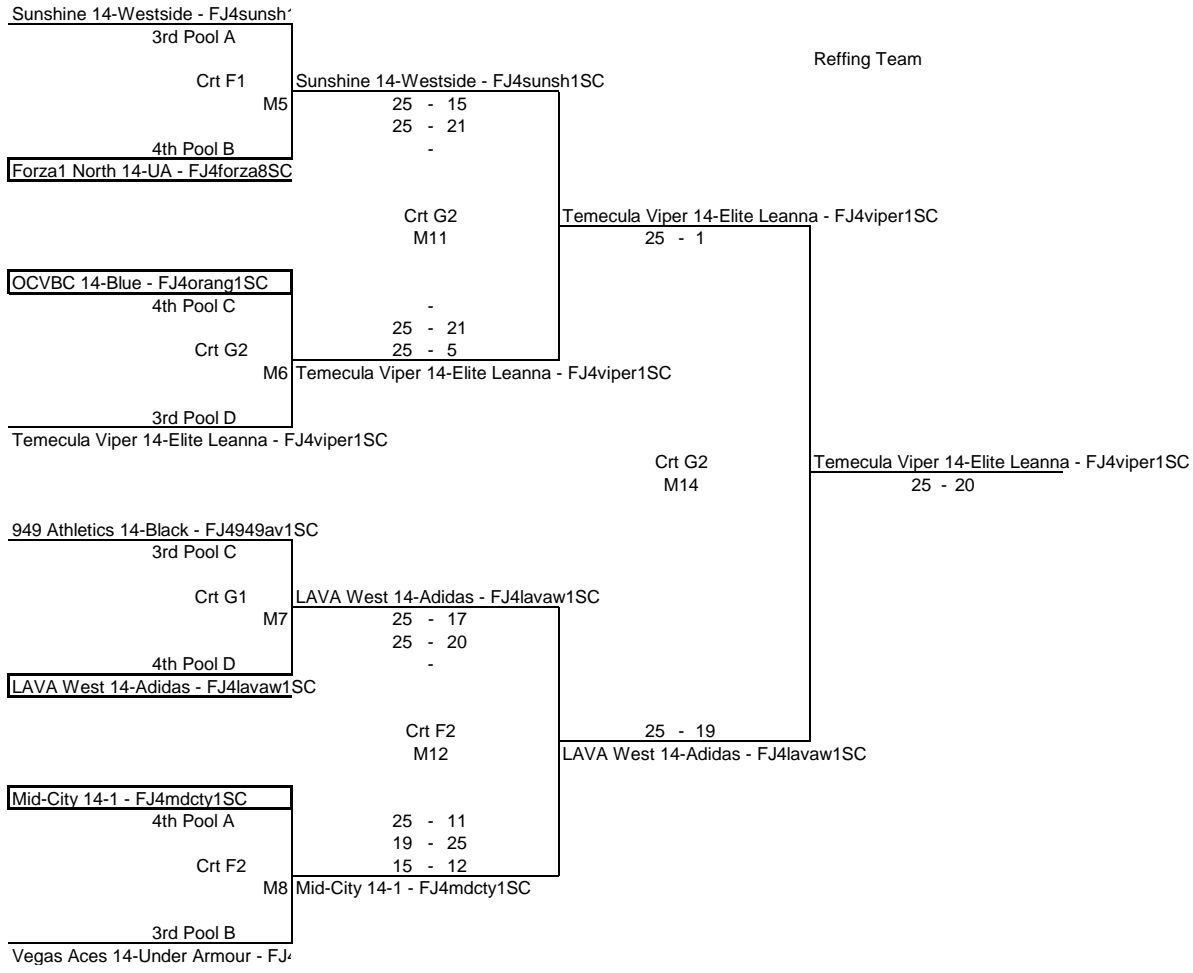 Sunshine 14-Westside - FJ4sunsh
3rd Pool A
Reffing Team
Crt F1
Sunshine 14-Westside - FJ4sunsh1SC
M5
25 - 15
25 - 21
4th Pool B
-
Forza1 North 14-UA - FJ4forza8SC
Crt G2
Temecula Viper 14-Elite Leanna - FJ4viper1SC
M11
25 - 1
OCVBC 14-Blue - FJ4orang1SC
4th Pool C
-
25 - 21
Crt G2
25 - 5
M6
Temecula Viper 14-Elite Leanna - FJ4viper1SC
3rd Pool D
Temecula Viper 14-Elite Leanna - FJ4viper1SC
Crt G2
Temecula Viper 14-Elite Leanna - FJ4viper1SC
M14
25 - 20
949 Athletics 14-Black - FJ4949av1SC
3rd Pool C
Crt G1
LAVA West 14-Adidas - FJ4lavaw1SC
M7
25 - 17
25 - 20
4th Pool D
-
LAVA West 14-Adidas - FJ4lavaw1SC
Crt F2
25 - 19
M12
LAVA West 14-Adidas - FJ4lavaw1SC
Mid-City 14-1 - FJ4mdcty1SC
4th Pool A
25 - 11
19 - 25
Crt F2
15 - 12
M8
Mid-City 14-1 - FJ4mdcty1SC
3rd Pool B
Vegas Aces 14-Under Armour - FJ4